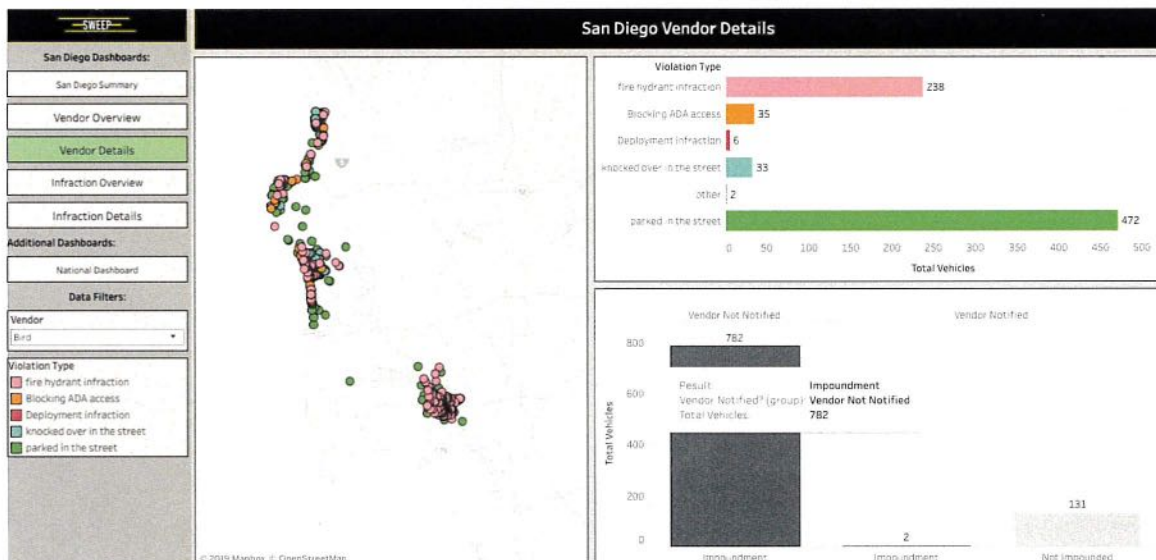 SWEEP
San Diego Dashboards:
San Diego Summary
Vendor Overview
Vendor Details
Infraction Overview
Infraction Details
Additional Dashboards:
National Dashboard
Data Filters:
Vendor
Bird
Violation Type
fire hydrant infraction
Blocking ADA access
Deployment infraction
knocked over in the street
parked in the street
San Diego Vendor Details
© 2019 Mapbox © OpenStreetMap
Violation Type
fire hydrant infraction 238
Blocking ADA access 35
Deployment infraction 6
knocked over in the street 33
other 2
parked in the street 472
0 50 100 150 200 250 300 350 400 450 500
Total Vehicles
Vendor Not Notified Vendor Notified
782
800
Result: Impoundment
Vendor Notified? (group): Vendor Not Notified
Total Vehicles: 782
600
400
200
0
Total Vehicles
131
2
Impoundment Impoundment Not Impounded